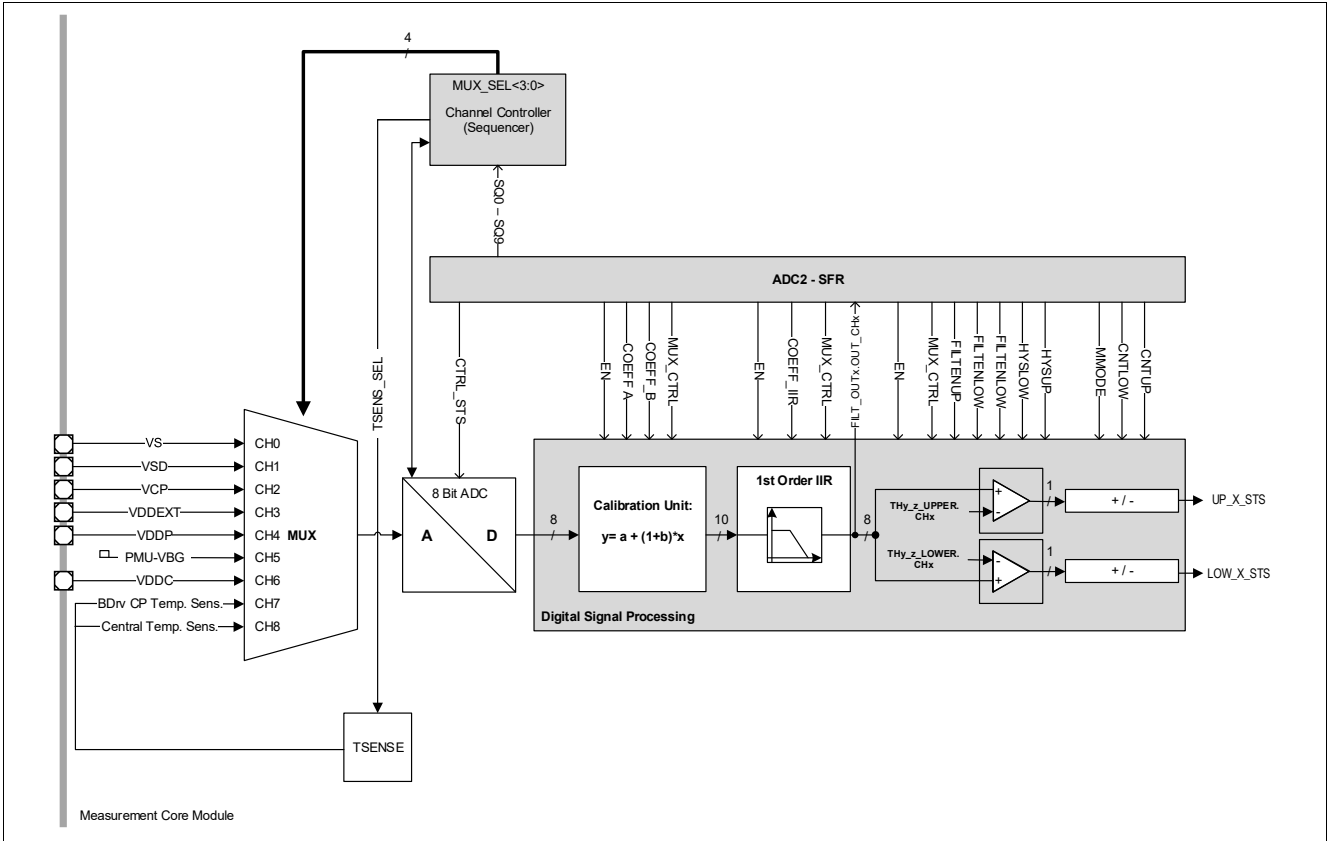 4
MUX_SEL<3:0>
Channel Controller
(Sequencer)
SQ0 – SQ9
ADC2 - SFR
TSENS_SEL
CTRL_STS
EN
COEFF A
COEFF_B
MUX_CTRL
EN
COEFF_IIR
MUX_CTRL
FILT_OUTx.OUT_CHx
EN
MUX_CTRL
FILTENUP
FILTENLOW
FILTENLOW
HYSLOW
HYSUP
MMODE
CNTLOW
CNTUP
VS CH0
VSD CH1
VCP CH2
VDDEXT CH3
VDDP CH4 MUX
PMU-VBG CH5
VDDC CH6
BDrv CP Temp. Sens. CH7
Central Temp. Sens. CH8
8 Bit ADC
A D
8
Calibration Unit:
y= a + (1+b)*x
10
1st Order IIR
8
THy_z_UPPER.
CHx
+
-
1
+ / -
UP_X_STS
THy_z_LOWER.
CHx
-
+
1
+ / -
LOW_X_STS
Digital Signal Processing
TSENSE
Measurement Core Module